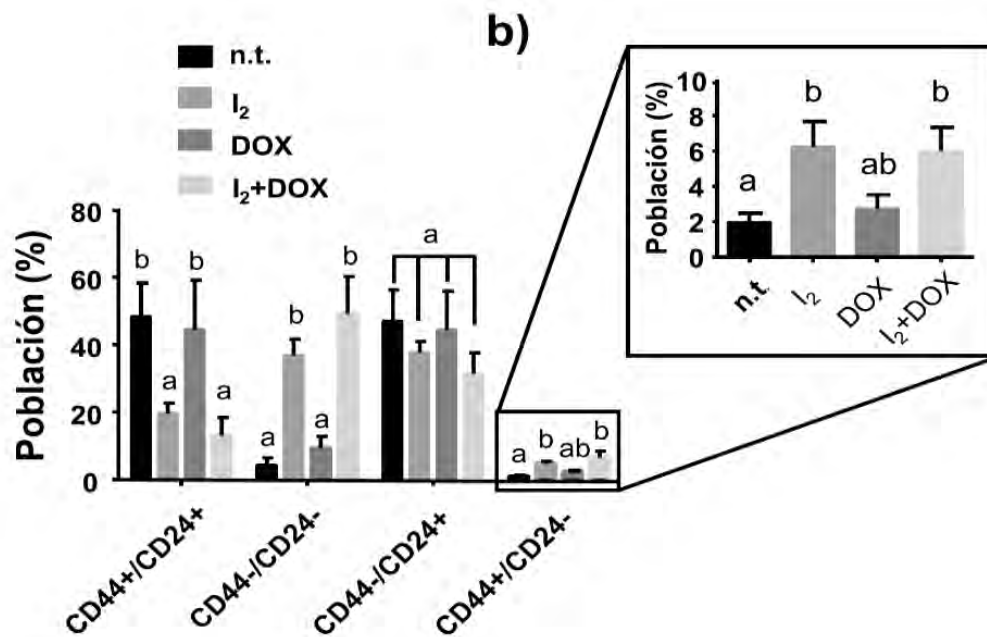 b)
n.t.
I₂
DOX
I₂+DOX
Población (%)
80
60
40
20
0
b
a
b
a
a
b
a
b
a
a
b
ab
b
CD44+/CD24+
CD44-/CD24-
CD44-/CD24+
CD44+/CD24-
Población (%)
10
8
6
4
2
0
a
b
ab
b
n.t.
I₂
DOX
I₂+DOX